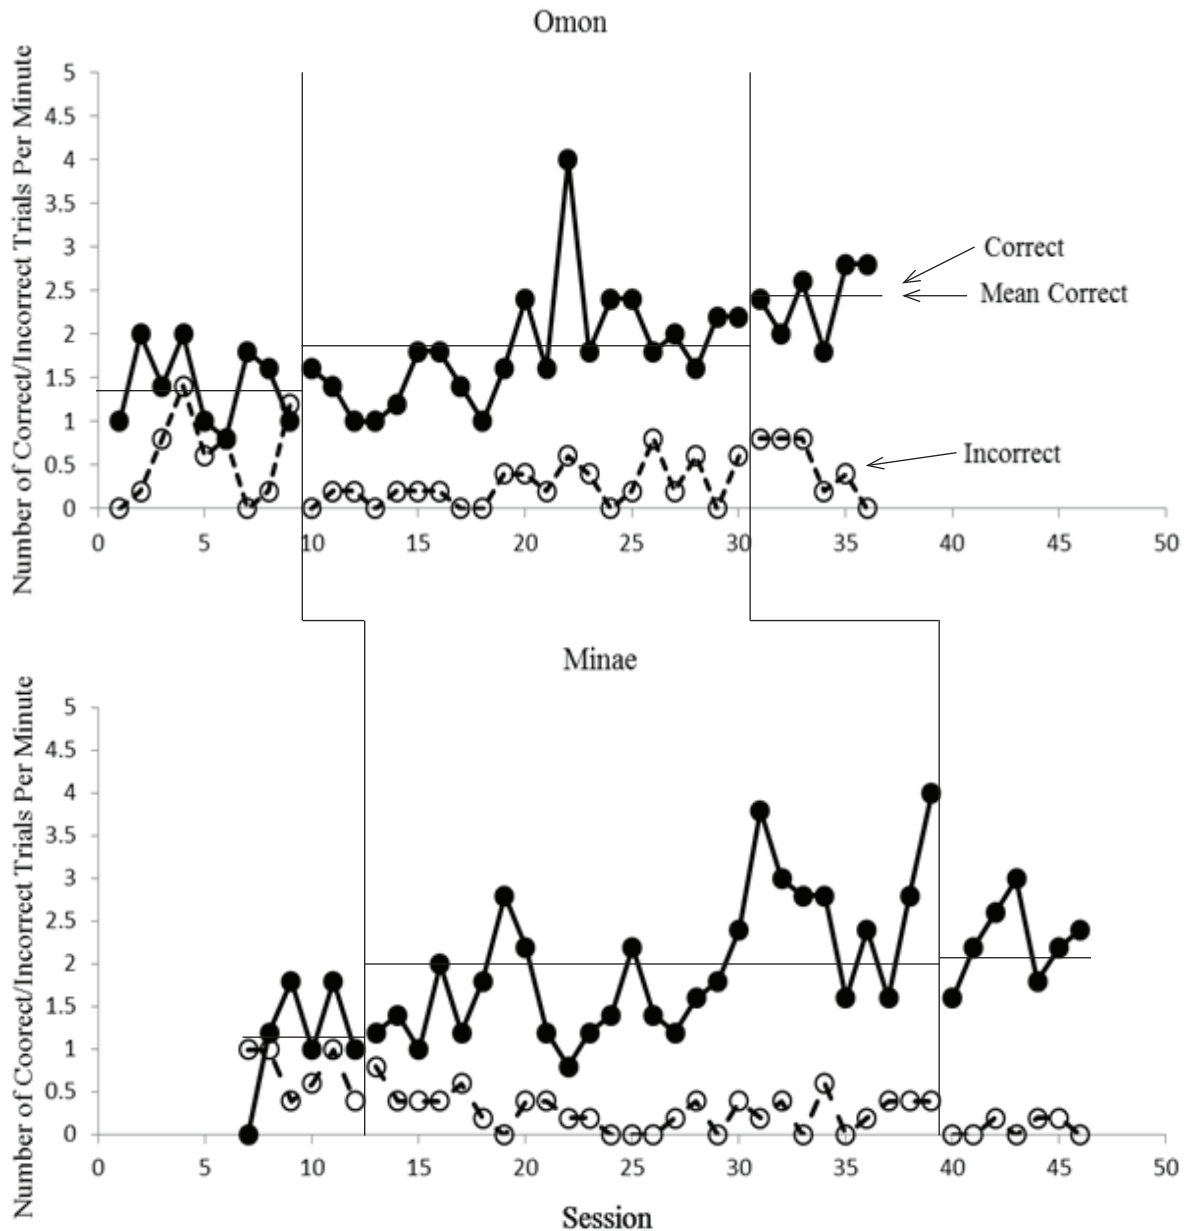 Omon
Number of Correct/Incorrect Trials Per Minute
5
4.5
4
3.5
3
2.5
2
1.5
1
0.5
0
Correct
Mean Correct
Incorrect
0 5 10 15 20 25 30 35 40 45 50
Minae
Number of Coorect/Incorrect Trials Per Minute
5
4.5
4
3.5
3
2.5
2
1.5
1
0.5
0
0 5 10 15 20 25 30 35 40 45 50
Session